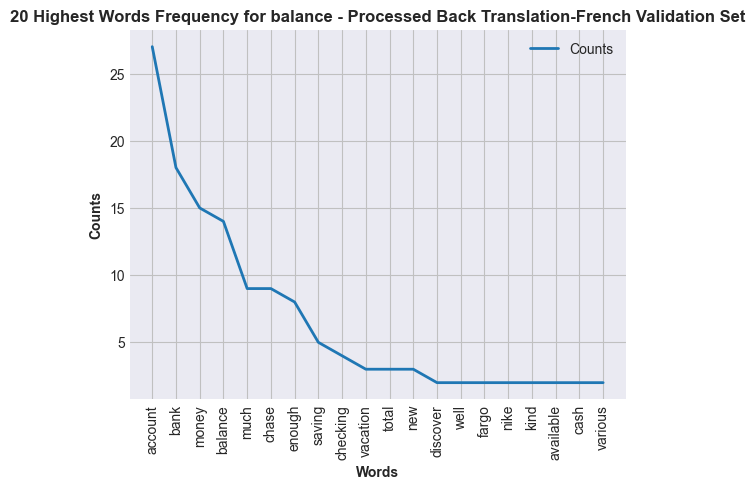 20 Highest Words Frequency for balance - Processed Back Translation-French Validation Set
Counts
25
20
15
10
5
Counts
account
bank
money
balance
much
chase
enough
saving
checking
vacation
total
new
discover
well
fargo
nike
kind
available
cash
various
Words